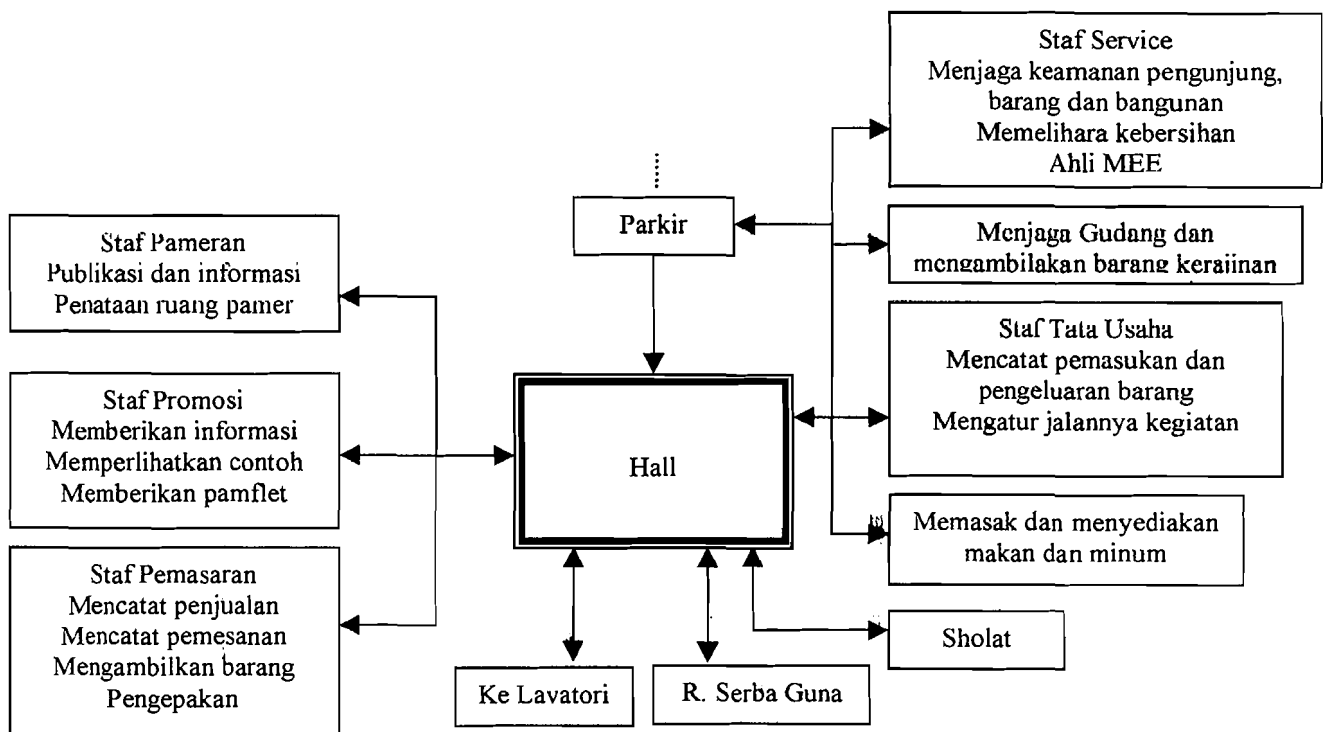 Staf Service
Menjaga keamanan pengunjung,
barang dan bangunan
Memelihara kebersihan
Ahli MEE
Parkir
Menjaga Gudang dan
mengambilakan barang kerajinan
Staf Pameran
Publikasi dan informasi
Penataan ruang pamer
Staf Tata Usaha
Mencatat pemasukan dan
pengeluaran barang
Mengatur jalannya kegiatan
Staf Promosi
Memberikan informasi
Memperlihatkan contoh
Memberikan pamflet
Hall
Memasak dan menyediakan
makan dan minum
Staf Pemasaran
Mencatat penjualan
Mencatat pemesanan
Mengambilkan barang
Pengepakan
Sholat
Ke Lavatori
R. Serba Guna